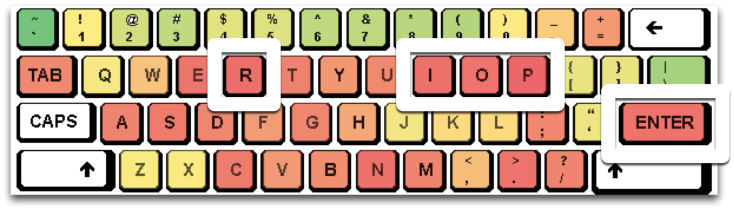 ~ ` ! 1 @ 2 # 3 $ 4 % 5 ^ 6 & 7 * 8 ( 9 ) 0 _ + =
TAB Q W E R T Y U I O P { [ } | \
CAPS A S D F G H J K L : ; “ ‘ ENTER
Z X C V B N M < , > . ? /